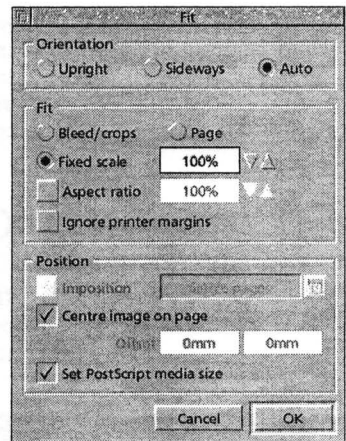 Fit
Orientation
Upright Sideways Auto
Fit
Bleed/crops Page
Fixed scale 100%
Aspect ratio 100%
Ignore printer margins
Position
Imposition pages
Centre image on page
Offset 0mm 0mm
Set PostScript media size
Cancel OK